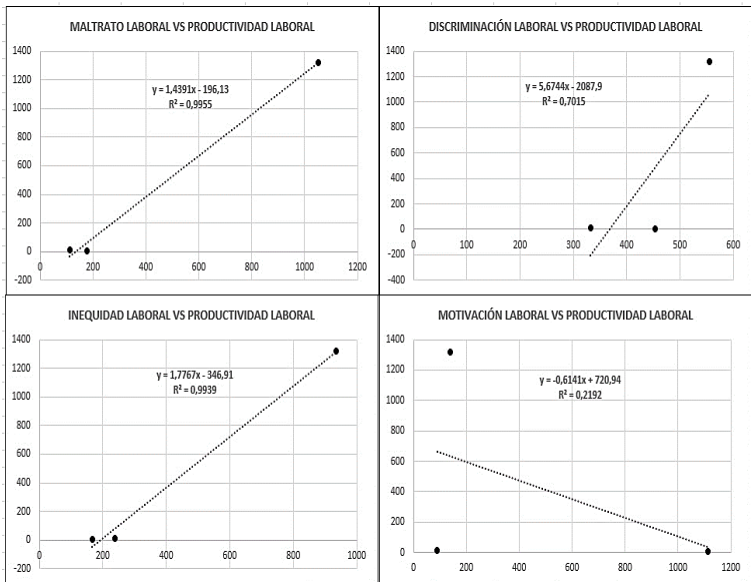 MALTRATO LABORAL VS PRODUCTIVIDAD LABORAL
1400
1200
1000
800
600
400
200
0
-200
0 200 400 600 800 1000 1200
y = 1,4391x - 196,13
R² = 0,9955
DISCRIMINACIÓN LABORAL VS PRODUCTIVIDAD LABORAL
1400
1200
1000
800
600
400
200
0
-200
-400
0 100 200 300 400 500 600
y = 5,6744x - 2087,9
R² = 0,7015
INEQUIDAD LABORAL VS PRODUCTIVIDAD LABORAL
1400
1200
1000
800
600
400
200
0
-200
0 200 400 600 800 1000
y = 1,7767x - 346,91
R² = 0,9939
MOTIVACIÓN LABORAL VS PRODUCTIVIDAD LABORAL
1400
1200
1000
800
600
400
200
0
0 200 400 600 800 1000 1200
y = -0,6141x + 720,94
R² = 0,2192